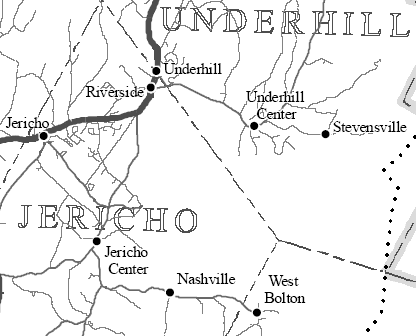 UNDERHILL
Underhill
Riverside
Underhill
Center
Jericho
Stevensville
JERICHO
Jericho
Center
Nashville
West
Bolton